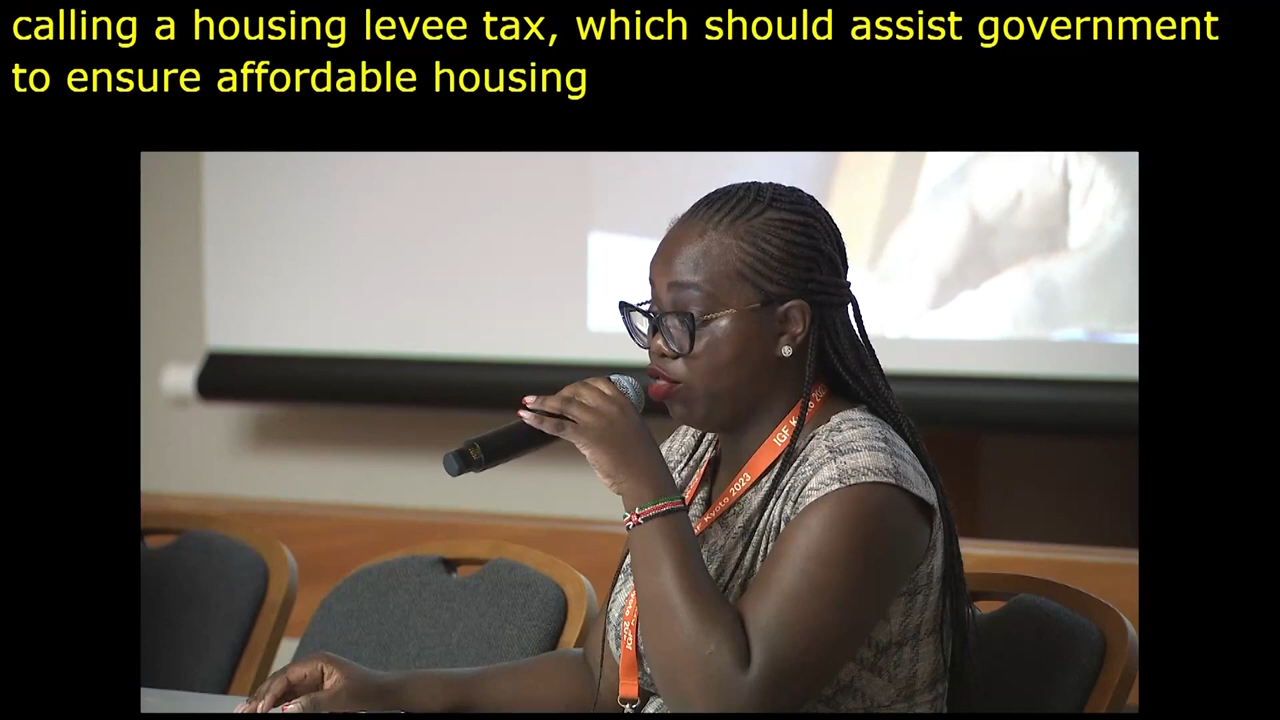 calling a housing levee tax, which should assist government
to ensure affordable housing
IGF K
Kyoto 2023